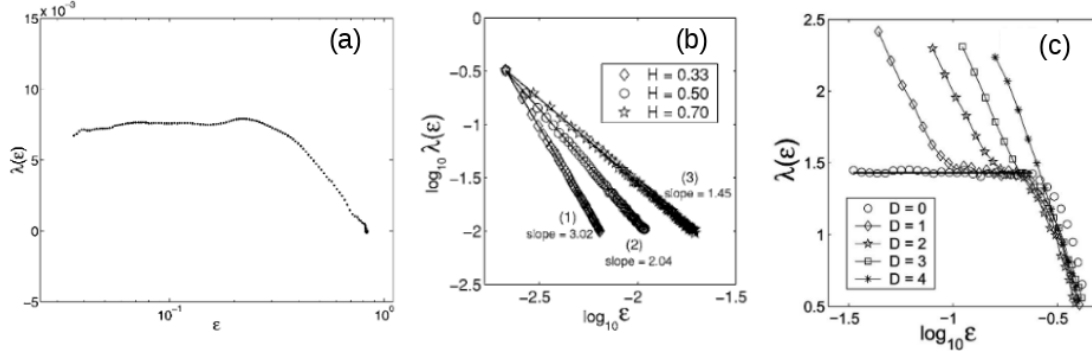 15 × 10⁻³
(a)
10
5
0
−5
λ(ε)
10⁻¹
10⁰
ε
0
(b)
−0.5
−1
−1.5
−2
−2.5
log₁₀ λ(ε)
H = 0.33
H = 0.50
H = 0.70
(3)
slope = 1.45
(1)
slope = 3.02
(2)
slope = 2.04
−2.5
−2
−1.5
log₁₀ ε
2.5
(c)
2
1.5
1
0.5
λ(ε)
D = 0
D = 1
D = 2
D = 3
D = 4
−1.5
−1
−0.5
log₁₀ε